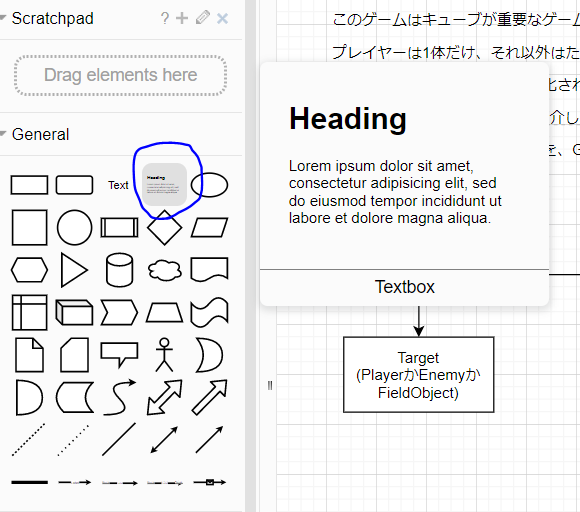 Scratchpad
?
Drag elements here
General
Text
Heading
このゲームはキューブが重要なゲーム
プレイヤーは1体だけ、それ以外はた
化され
介し
を、G
Heading
Lorem ipsum dolor sit amet,
consectetur adipisicing elit, sed
do eiusmod tempor incididunt ut
labore et dolore magna aliqua.
Textbox
Target
(PlayerかEnemyか
FieldObject)